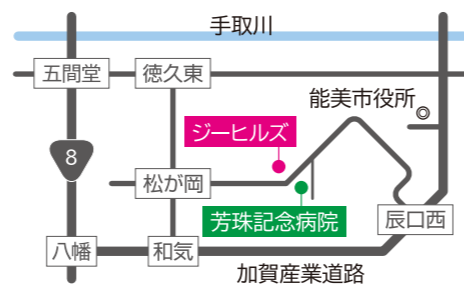 手取川
五間堂
徳久東
能美市役所
ジーヒルズ
8
松が岡
芳珠記念病院
辰口西
八幡
和気
加賀産業道路